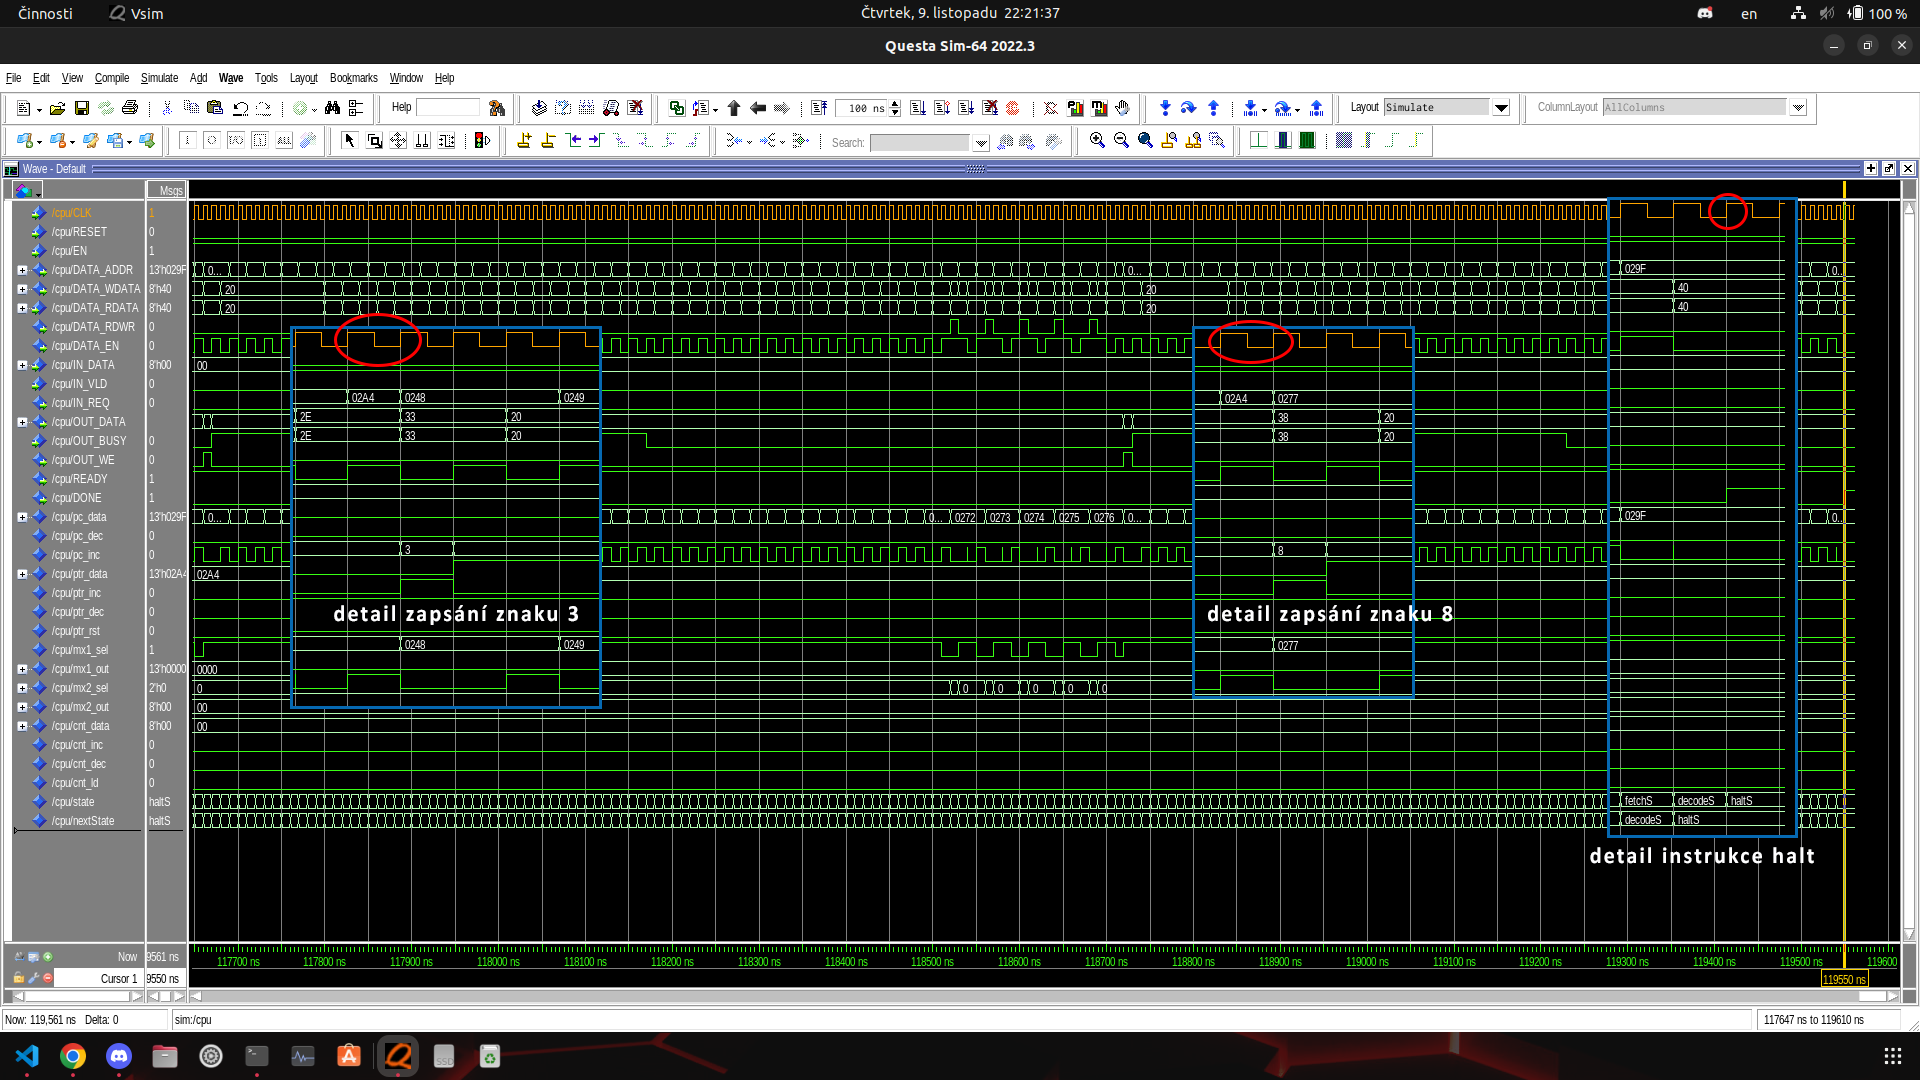 Činnosti Vsim Čtvrtek, 9. listopadu 22:21:37 en 100 %
Questa Sim-64 2022.3
File Edit View Compile Simulate Add Wave Tools Layout Bookmarks Window Help
Help 100 ns Layout Simulate ColumnLayout AllColumns
Search:
Wave - Default
Msgs
/cpu/CLK 1
/cpu/RESET 0
/cpu/EN 1
/cpu/DATA_ADDR 13'h029F 0... 0... 029F 0...
/cpu/DATA_WDATA 8'h40 20 20 40
/cpu/DATA_RDATA 8'h40 20 20 40
/cpu/DATA_RDWR 0
/cpu/DATA_EN 0
/cpu/IN_DATA 8'h00 00
/cpu/IN_VLD 0
/cpu/IN_REQ 0
02A4 0248 0249 02A4 0277
/cpu/OUT_DATA
2E 33 20 38 20
/cpu/OUT_BUSY 0
2E 33 20 38 20
/cpu/OUT_WE 0
/cpu/READY 1
/cpu/DONE 1
/cpu/pc_data 13'h029F 0... 0... 0272 0273 0274 0275 0276 0... 029F 0...
/cpu/pc_dec 0
/cpu/pc_inc 0
3 8
/cpu/ptr_data 13'h02A4 02A4
/cpu/ptr_inc 0
/cpu/ptr_dec 0
detail zapsání znaku 3 detail zapsání znaku 8
/cpu/ptr_rst 0
/cpu/mx1_sel 1
0248 0249 0277
/cpu/mx1_out 13'h0000 0000
/cpu/mx2_sel 2'h0 0 0 0 0 0 0
/cpu/mx2_out 8'h00 00
/cpu/cnt_data 8'h00 00
/cpu/cnt_inc 0
/cpu/cnt_dec 0
/cpu/cnt_ld 0
/cpu/state haltS fetchS decodeS haltS
/cpu/nextState haltS decodeS haltS
detail instrukce halt
Now 9561 ns 117700 ns 117800 ns 117900 ns 118000 ns 118100 ns 118200 ns 118300 ns 118400 ns 118500 ns 118600 ns 118700 ns 118800 ns 118900 ns 119000 ns 119100 ns 119200 ns 119300 ns 119400 ns 119500 ns 119600
Cursor 1 9550 ns 119550 ns
Now: 119,561 ns Delta: 0 sim:/cpu 117647 ns to 119610 ns
SSD